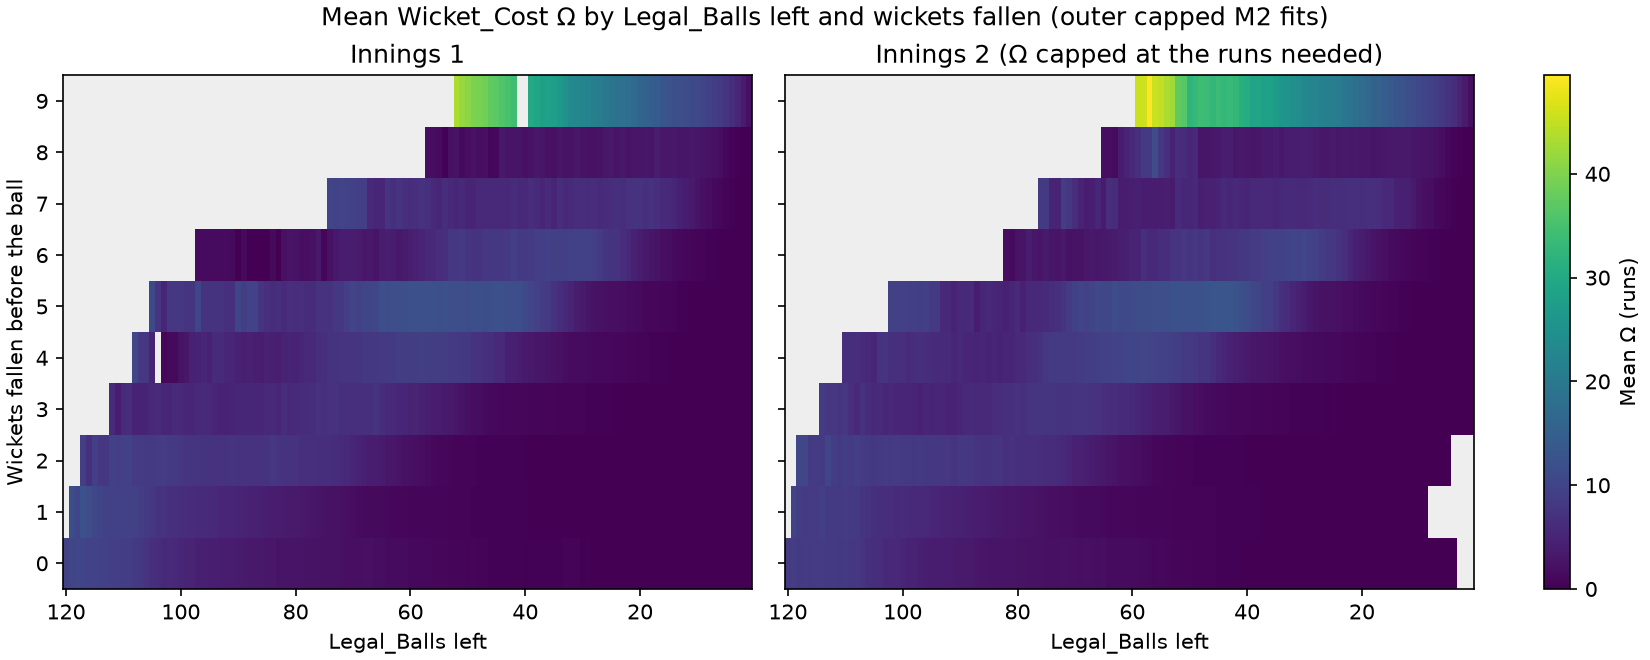 Mean Wicket_Cost Ω by Legal_Balls left and wickets fallen (outer capped M2 fits)
Innings 1
Innings 2 (Ω capped at the runs needed)
Wickets fallen before the ball
9
8
7
6
5
4
3
2
1
0
120 100 80 60 40 20
Legal_Balls left
120 100 80 60 40 20
Legal_Balls left
40
30
20
10
0
Mean Ω (runs)